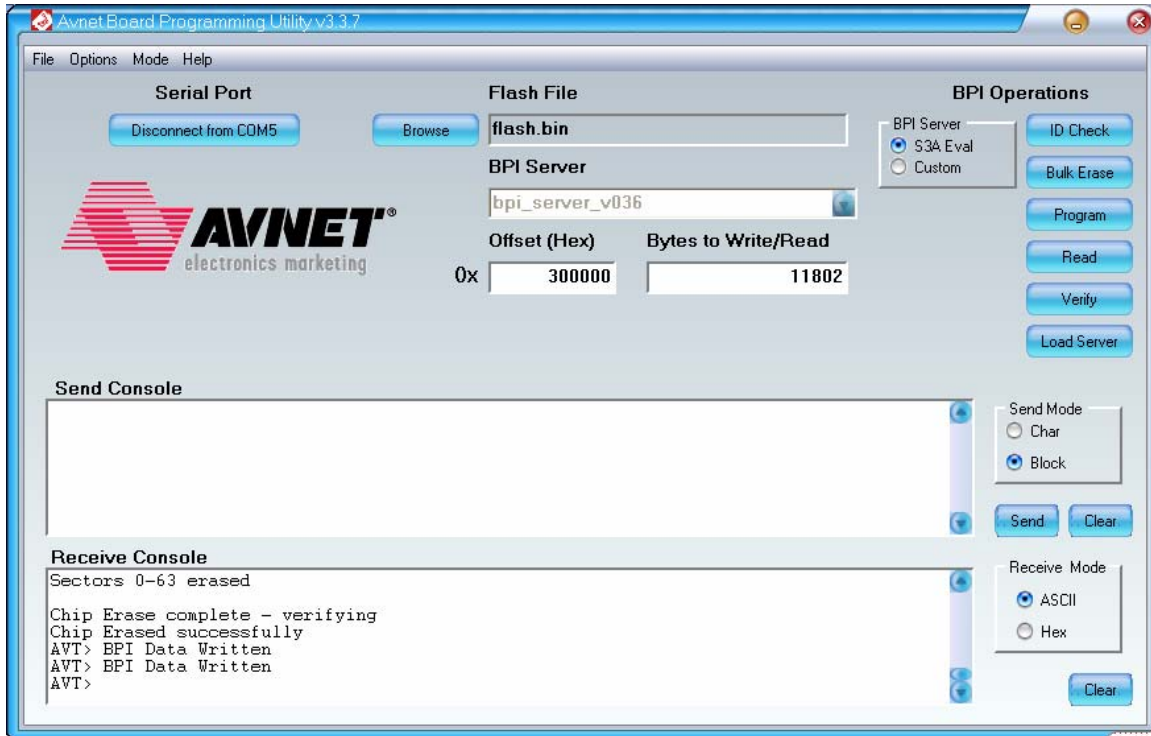 Avnet Board Programming Utility v3.3.7
File Options Mode Help
Serial Port
Disconnect from COM5
Browse
Flash File
flash.bin
BPI Server
bpi_server_v036
Offset (Hex)
Bytes to Write/Read
0x
300000
11802
BPI Operations
BPI Server
S3A Eval
Custom
ID Check
Bulk Erase
Program
Read
Verify
Load Server
AVNET®
electronics marketing
Send Console
Send Mode
Char
Block
Send
Clear
Receive Console
Sectors 0-63 erased
Chip Erase complete - verifying
Chip Erased successfully
AVT> BPI Data Written
AVT> BPI Data Written
AVT>
Receive Mode
ASCII
Hex
Clear